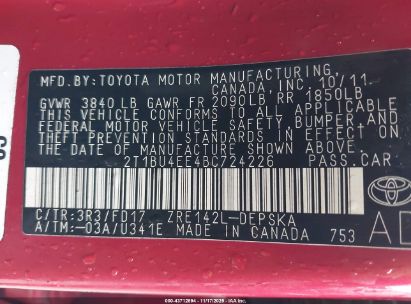 MFD.BY:TOYOTA MOTOR MANUFACTURING
CANADA, INC. 10/11
GVWR 3840LB GAWR FR 2090LB RR 1850LB
THIS VEHICLE CONFORMS TO ALL APPLICABLE
FEDERAL MOTOR VEHICLE SAFETY, BUMPER, AND
THEFT PREVENTION STANDARDS IN EFFECT ON
THE DATE OF MANUFACTURE SHOWN ABOVE.
2T1BU4EE4BC724226 PASS.CAR
C/TR:3R3/FD17 ZRE142L-DEPSKA
A/TM:-03A/U341E MADE IN CANADA 753
TOYOTA